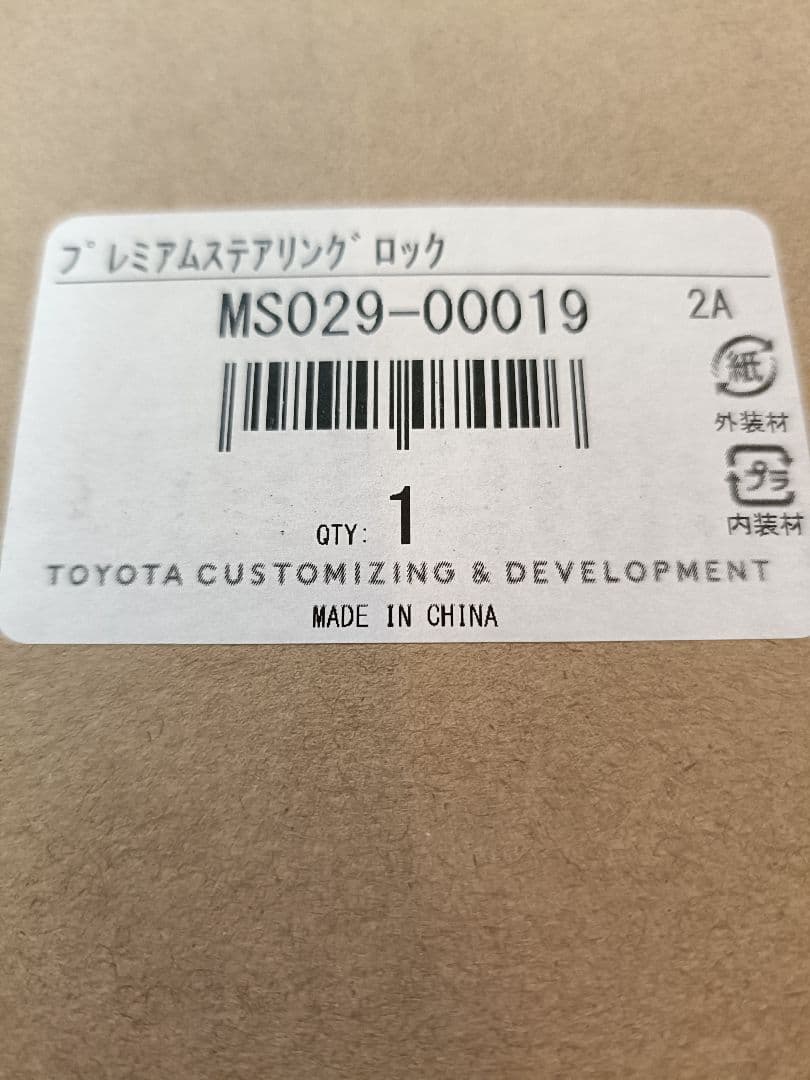 プレミアムステアリングロック
MS029-00019
2A
紙
外装材
プラ
内装材
QTY: 1
TOYOTA CUSTOMIZING & DEVELOPMENT
MADE IN CHINA